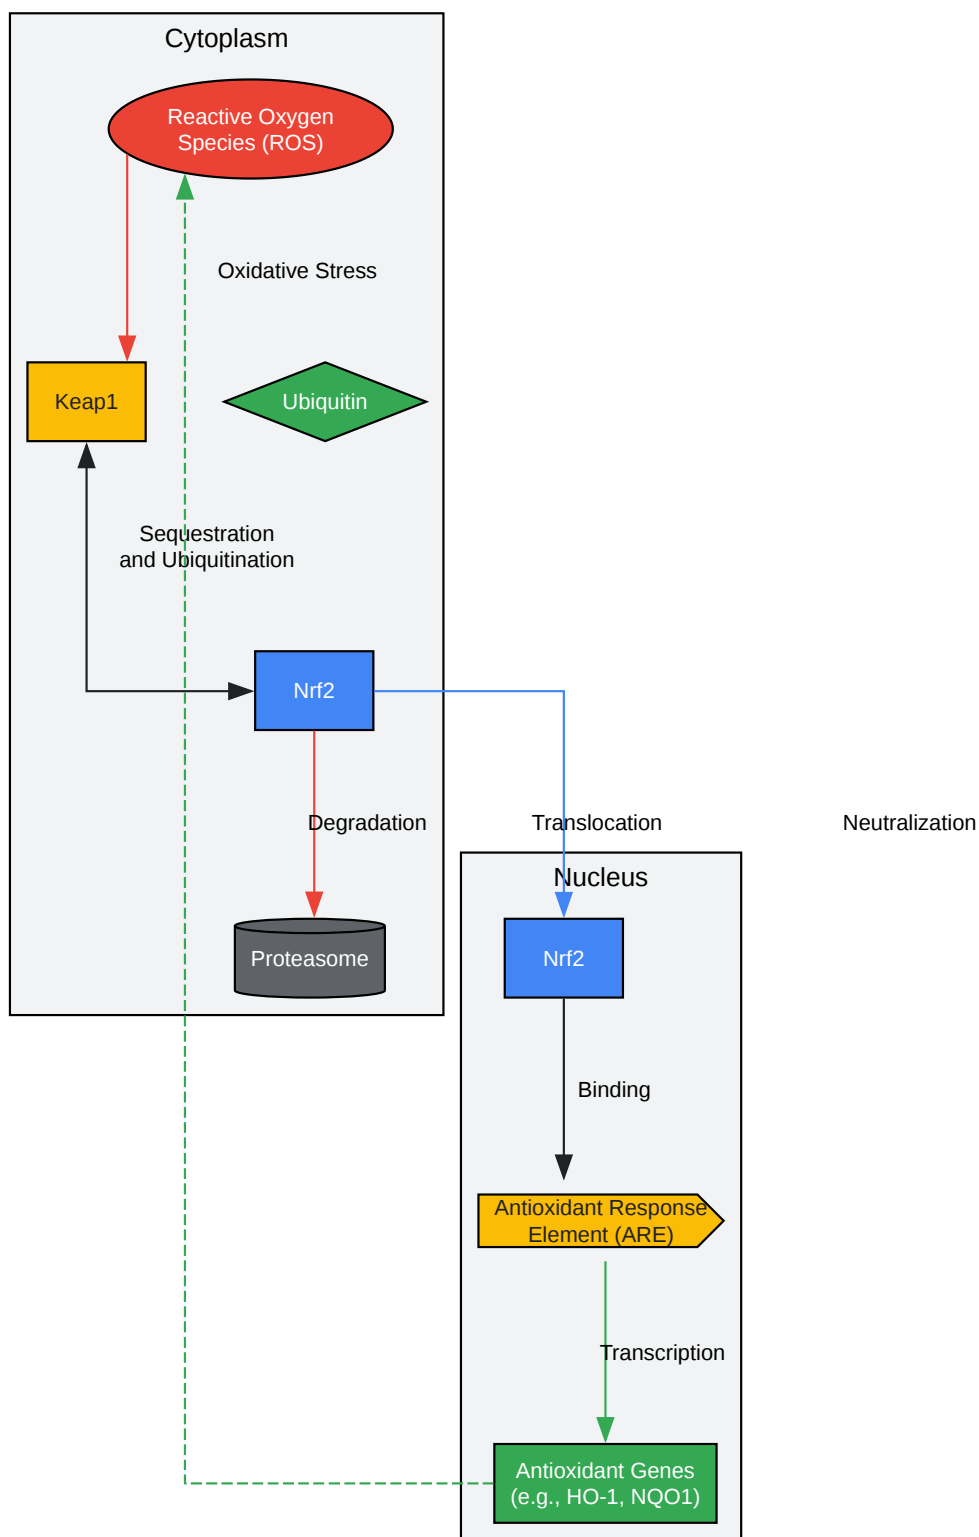 Cytoplasm
Reactive Oxygen
Species (ROS)
Oxidative Stress
Keap1
Ubiquitin
Sequestration
and Ubiquitination
Nrf2
Degradation
Translocation
Neutralization
Nucleus
Proteasome
Nrf2
Binding
Antioxidant Response
Element (ARE)
Transcription
Antioxidant Genes
(e.g., HO-1, NQO1)